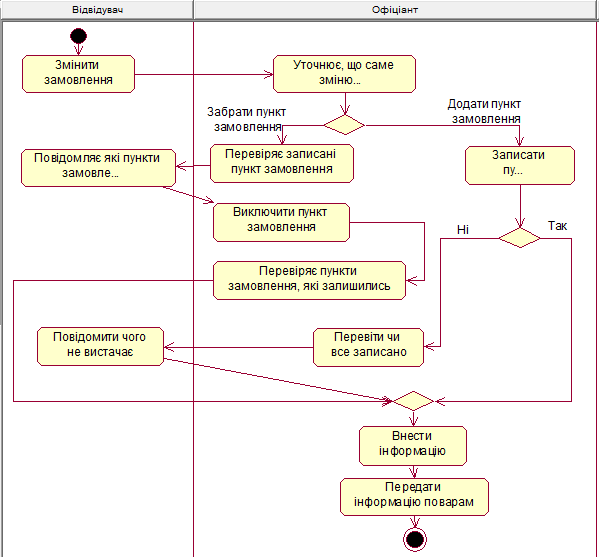 Відвідувач
Офіціант
Змінити
замовлення
Уточнює, що саме
зміню...
Забрати пункт
замовлення
Додати пункт
замовлення
Повідомляє які пункти
замовле...
Перевіряє записані
пункт замовлення
Записати
пу...
Виключити пункт
замовлення
Ні
Так
Перевіряє пункти
замовлення, які залишились
Повідомити чого
не вистачає
Перевіти чи
все записано
Внести
інформацію
Передати
інформацію поварам